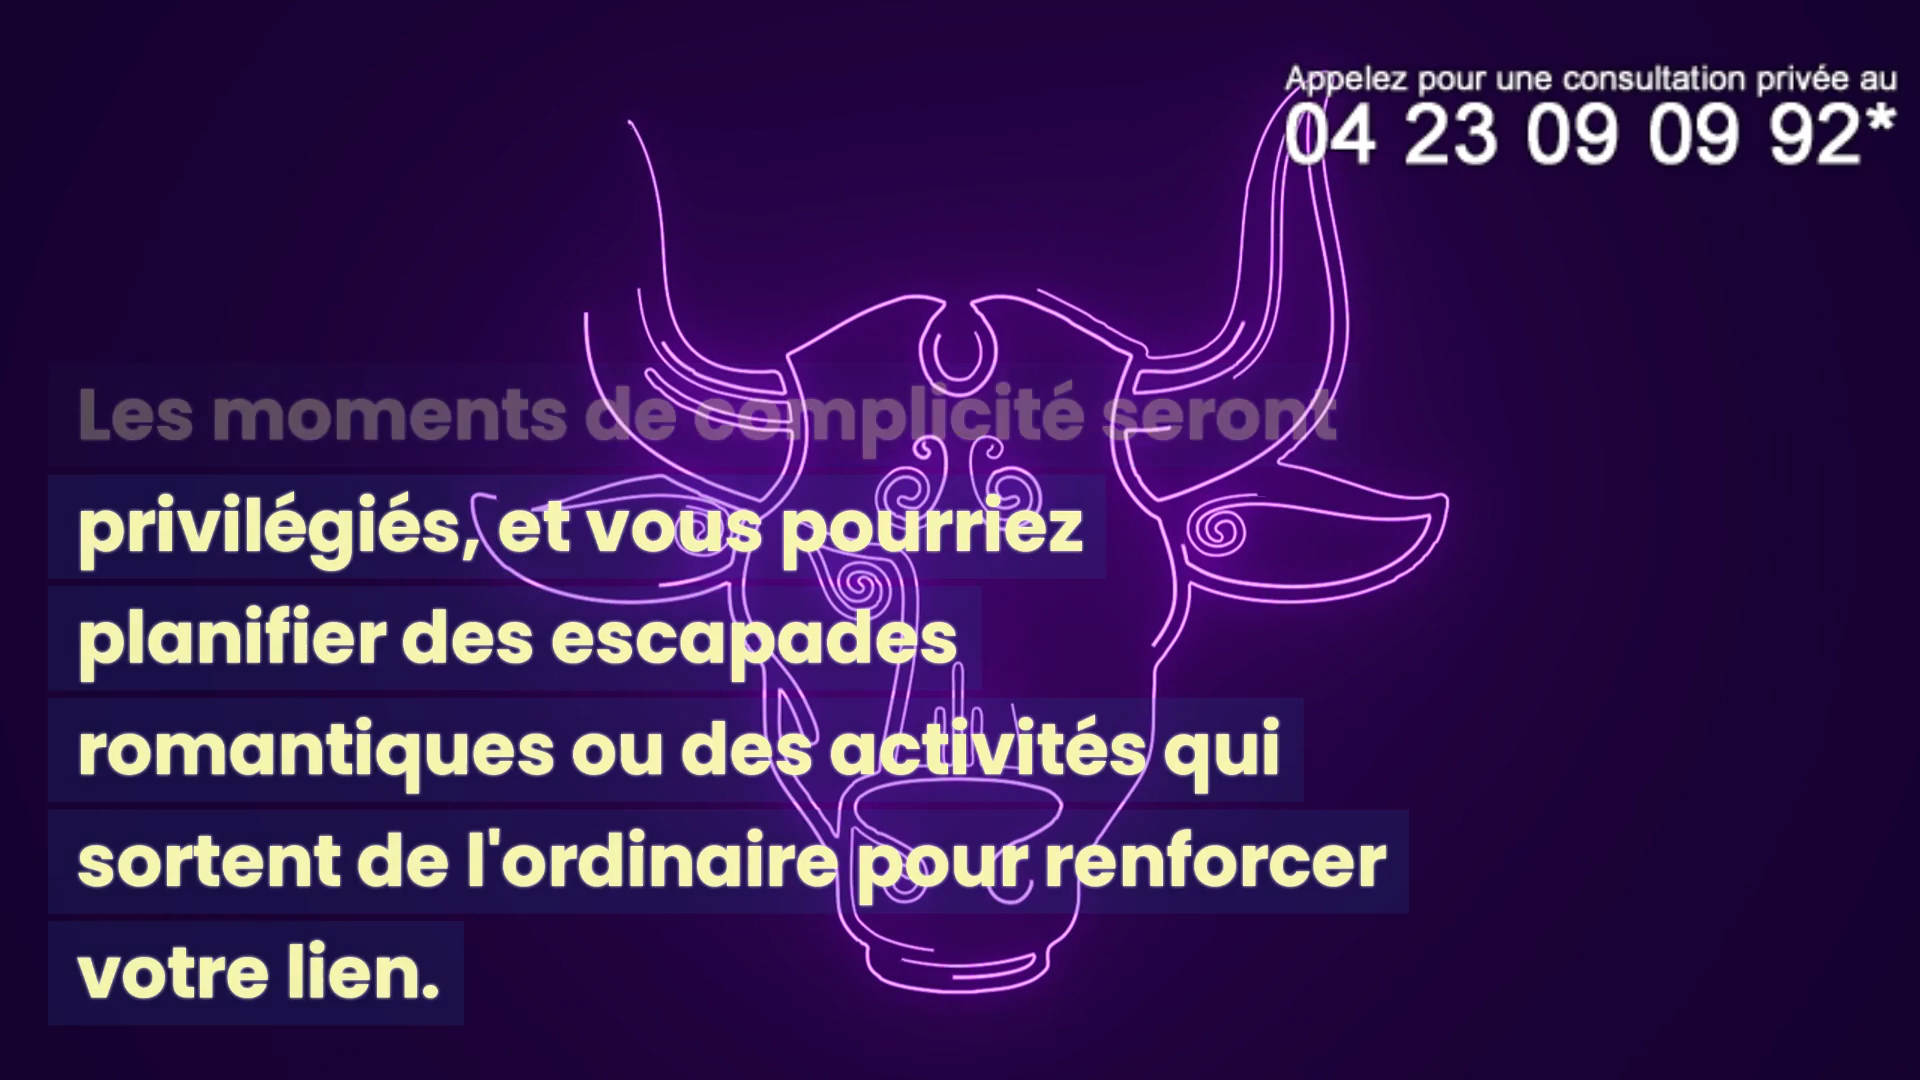 Appelez pour une consultation privée au
04 23 09 09 92*
Les moments de complicité seront
privilégiés, et vous pourriez
planifier des escapades
romantiques ou des activités qui
sortent de l'ordinaire pour renforcer
votre lien.